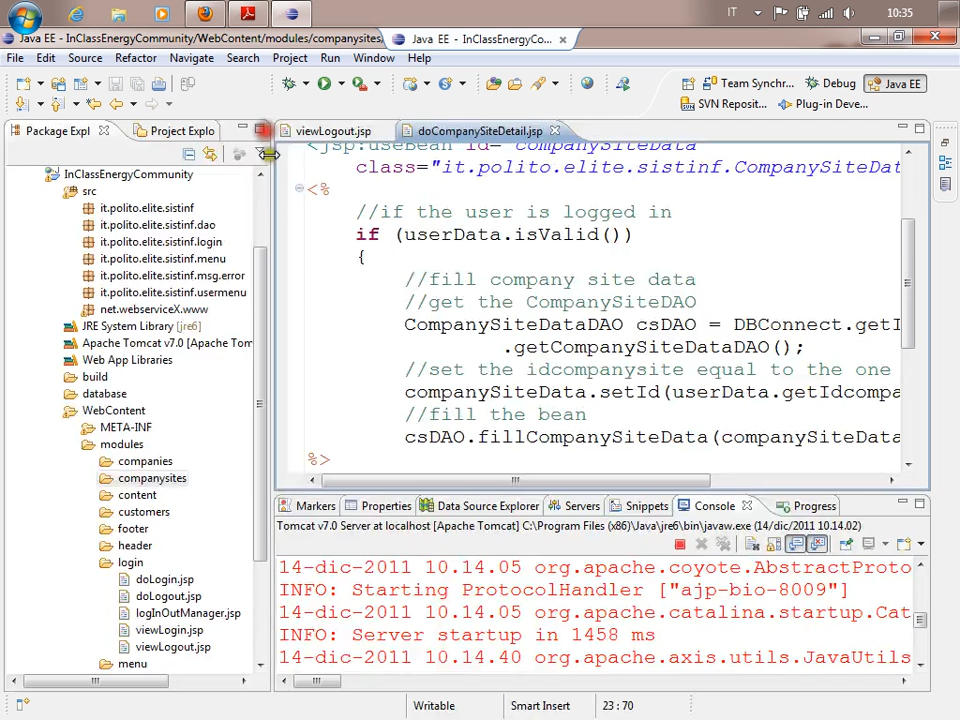 IT
10:35
Java EE - InClassEnergyCommunity/WebContent/modules/companysites
Java EE - InClassEnergyCo...
File Edit Source Refactor Navigate Search Project Run Window Help
Team Synchr... Debug Java EE
SVN Reposit... Plug-in Deve...
Package Expl Project Explo
viewLogout.jsp doCompanySiteDetail.jsp
InClassEnergyCommunity
src
it.polito.elite.sistinf
it.polito.elite.sistinf.dao
it.polito.elite.sistinf.login
it.polito.elite.sistinf.menu
it.polito.elite.sistinf.msg.error
it.polito.elite.sistinf.usermenu
net.webserviceX.www
JRE System Library [jre6]
Apache Tomcat v7.0 [Apache Tom
Web App Libraries
build
database
WebContent
META-INF
modules
companies
companysites
content
customers
footer
header
login
doLogin.jsp
doLogout.jsp
logInOutManager.jsp
viewLogin.jsp
viewLogout.jsp
menu
<jsp:useBean id="companySiteData"
class="it.polito.elite.sistinf.CompanySiteDat
<%
//if the user is logged in
if (userData.isValid())
{
//fill company site data
//get the CompanySiteDAO
CompanySiteDataDAO csDAO = DBConnect.getI
.getCompanySiteDataDAO();
//set the idcompanysite equal to the one
companySiteData.setId(userData.getIdcompa
//fill the bean
csDAO.fillCompanySiteData(companySiteData
%>
Markers Properties Data Source Explorer Servers Snippets Console Progress
Tomcat v7.0 Server at localhost [Apache Tomcat] C:\Program Files (x86)\Java\jre6\bin\javaw.exe (14/dic/2011 10.14.02)
14-dic-2011 10.14.05 org.apache.coyote.AbstractProto
INFO: Starting ProtocolHandler ["ajp-bio-8009"]
14-dic-2011 10.14.05 org.apache.catalina.startup.Cat
INFO: Server startup in 1458 ms
14-dic-2011 10.14.40 org.apache.axis.utils.JavaUtils
Writable Smart Insert 23 : 70